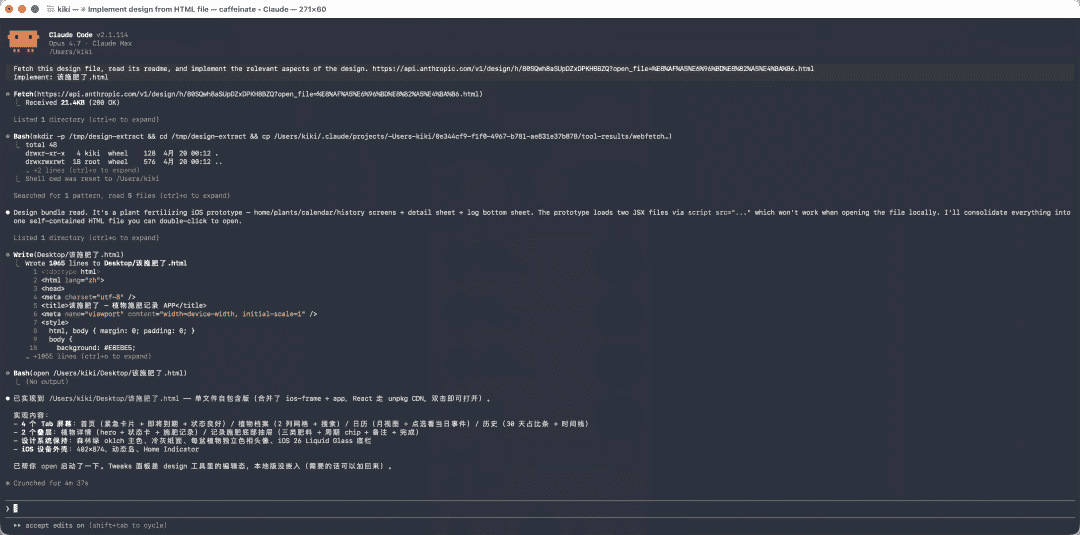 kiki — ✳ Implement design from HTML file — caffeinate • Claude — 271×60
Claude Code v2.1.114
Opus 4.7 · Claude Max
/Users/kiki
Fetch this design file, read its readme, and implement the relevant aspects of the design. https://api.anthropic.com/v1/design/h/80SQwh8aSUpDZxDPKH8BZQ?open_file=%E8%AF%A5%E6%96%BD%E8%82%A5%E4%BA%86.html
Implement: 该施肥了.html
Fetch(https://api.anthropic.com/v1/design/h/80SQwh8aSUpDZxDPKH8BZQ?open_file=%E8%AF%A5%E6%96%BD%E8%82%A5%E4%BA%86.html)
Received 21.4KB (200 OK)
Listed 1 directory (ctrl+o to expand)
Bash(mkdir -p /tmp/design-extract && cd /tmp/design-extract && cp /Users/kiki/.claude/projects/-Users-kiki/0e344cf9-f1f0-4967-b781-ae831e37b078/tool-results/webfetch…)
total 48
drwxr-xr-x 4 kiki wheel 128 4月 20 00:12 .
drwxrwxrwt 18 root wheel 576 4月 20 00:12 ..
… +2 lines (ctrl+o to expand)
Shell cwd was reset to /Users/kiki
Searched for 1 pattern, read 5 files (ctrl+o to expand)
● Design bundle read. It's a plant fertilizing iOS prototype — home/plants/calendar/history screens + detail sheet + log bottom sheet. The prototype loads two JSX files via script src="..." which won't work when opening the file locally. I'll consolidate everything into
one self-contained HTML file you can double-click to open.
Listed 1 directory (ctrl+o to expand)
Write(Desktop/该施肥了.html)
Wrote 1065 lines to Desktop/该施肥了.html
1 <!doctype html>
2 <html lang="zh">
3 <head>
4 <meta charset="utf-8" />
5 <title>该施肥了 — 植物施肥记录 APP</title>
6 <meta name="viewport" content="width=device-width, initial-scale=1" />
7 <style>
8 html, body { margin: 0; padding: 0; }
9 body {
10 background: #E8EBE5;
… +1055 lines (ctrl+o to expand)
Bash(open /Users/kiki/Desktop/该施肥了.html)
(No output)
● 已实现到 /Users/kiki/Desktop/该施肥了.html —— 单文件自包含版（合并了 ios-frame + app，React 走 unpkg CDN，双击即可打开）。
实现内容：
- 4 个 Tab 屏幕：首页（紧急卡片 + 即将到期 + 状态良好）/ 植物档案（2 列网格 + 搜索）/ 日历（月视图 + 点选看当日事件）/ 历史（30 天占比条 + 时间线）
- 2 个叠层：植物详情（hero + 状态卡 + 施肥记录）/ 记录施肥底部抽屉（三类肥料 + 周期 chip + 备注 + 完成）
- 设计系统保持：森林绿 oklch 主色、冷灰纸面、每盆植物独立色相头像、iOS 26 Liquid Glass 底栏
- iOS 设备外壳：402×874、动态岛、Home Indicator
已帮你 open 启动了一下。Tweaks 面板是 design 工具里的编辑态，本地版没嵌入（需要的话可以加回来）。
✳ Crunched for 4m 37s
❯
▸▸ accept edits on (shift+tab to cycle)